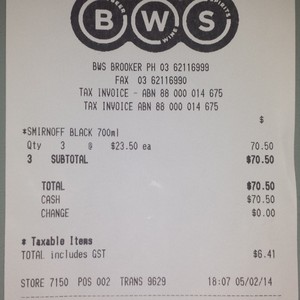 BEER SPIRITS
BWS
WINE
BWS BROOKER PH 03 62116999
FAX 03 62116990
TAX INVOICE - ABN 88 000 014 675
TAX INVOICE ABN 88 000 014 675
$
*SMIRNOFF BLACK 700ml
Qty 3 @ $23.50 ea 70.50
3 SUBTOTAL $70.50
TOTAL $70.50
CASH $70.50
CHANGE $0.00
# Taxable Items
TOTAL includes GST $6.41
STORE 7150 POS 002 TRANS 9629 18:07 05/02/14